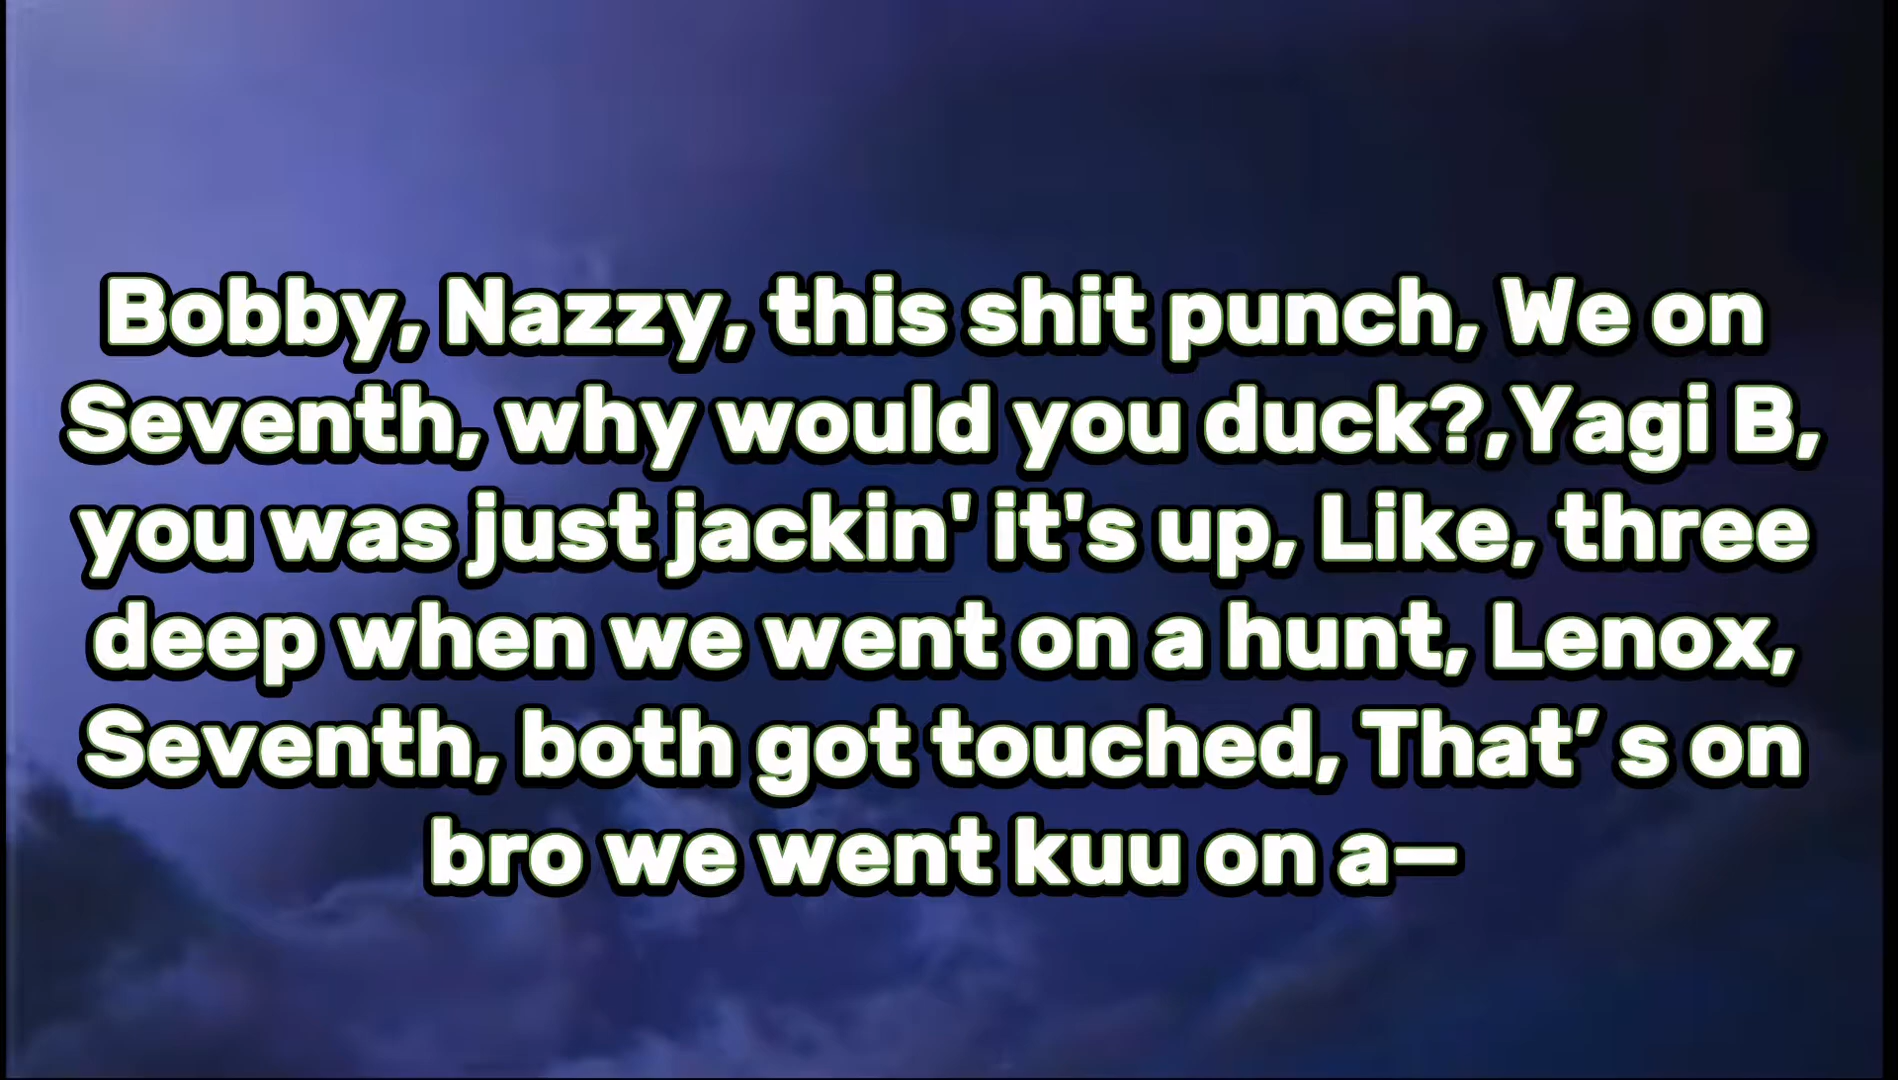 Bobby, Nazzy, this shit punch, We on
Seventh, why would you duck?,Yagi B,
you was just jackin' it's up, Like, three
deep when we went on a hunt, Lenox,
Seventh, both got touched, That’ s on
bro we went kuu on a—